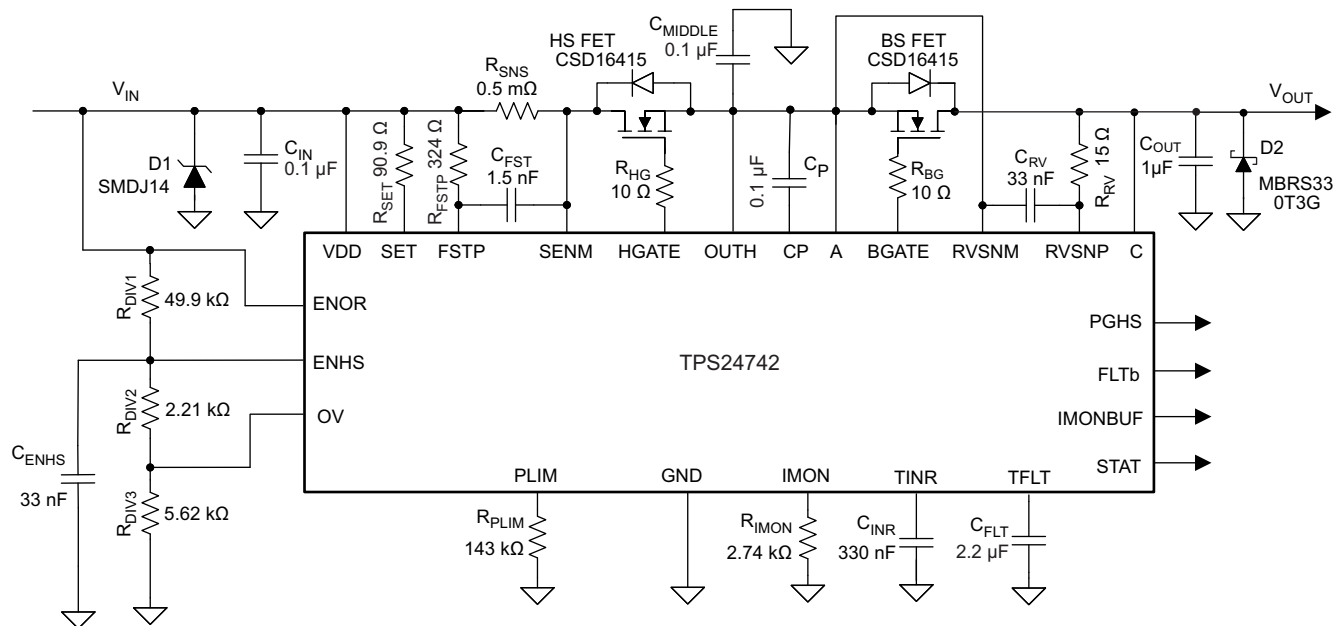 V_IN
D1
SMDJ14
C_IN
0.1 µF
R_SET 90.9 Ω
R_FSTP 324 Ω
R_SNS
0.5 mΩ
C_FST
1.5 nF
HS FET
CSD16415
R_HG
10 Ω
C_MIDDLE
0.1 µF
0.1 µF
C_P
BS FET
CSD16415
R_BG
10 Ω
C_RV
33 nF
R_RV 15 Ω
C_OUT
1µF
V_OUT
D2
MBRS33
0T3G
VDD
SET
FSTP
SENM
HGATE
OUTH
CP
A
BGATE
RVSNM
RVSNP
C
R_DIV1
49.9 kΩ
ENOR
ENHS
OV
R_DIV2
2.21 kΩ
C_ENHS
33 nF
R_DIV3
5.62 kΩ
TPS24742
PGHS
FLTb
IMONBUF
STAT
PLIM
GND
IMON
TINR
TFLT
R_PLIM
143 kΩ
R_IMON
2.74 kΩ
C_INR
330 nF
C_FLT
2.2 µF